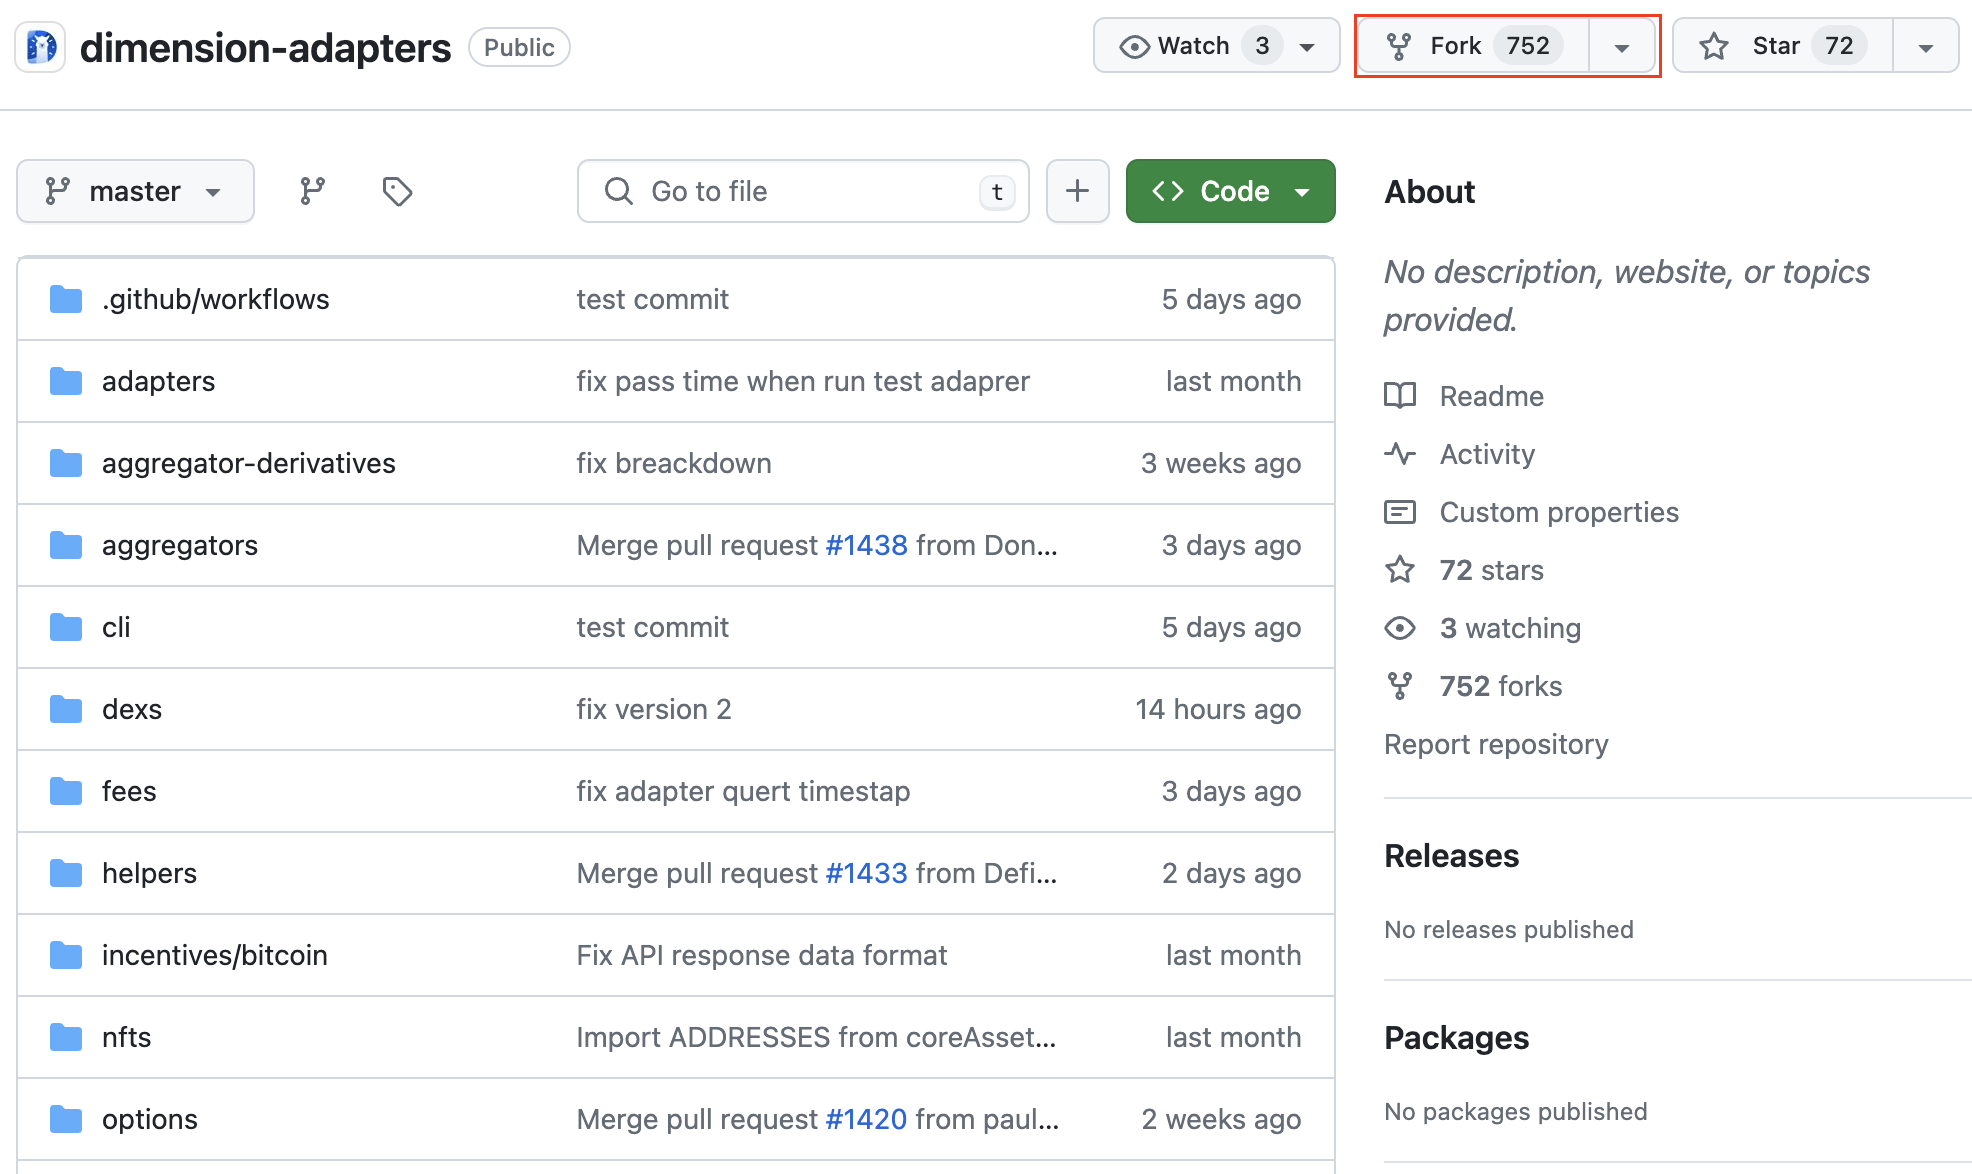 dimension-adapters Public Watch 3 Fork 752 Star 72
master Go to file t Code
.github/workflows test commit 5 days ago
adapters fix pass time when run test adaprer last month
aggregator-derivatives fix breackdown 3 weeks ago
aggregators Merge pull request #1438 from Don... 3 days ago
cli test commit 5 days ago
dexs fix version 2 14 hours ago
fees fix adapter quert timestap 3 days ago
helpers Merge pull request #1433 from Defi... 2 days ago
incentives/bitcoin Fix API response data format last month
nfts Import ADDRESSES from coreAsset... last month
options Merge pull request #1420 from paul... 2 weeks ago
About
No description, website, or topics
provided.
Readme
Activity
Custom properties
72 stars
3 watching
752 forks
Report repository
Releases
No releases published
Packages
No packages published